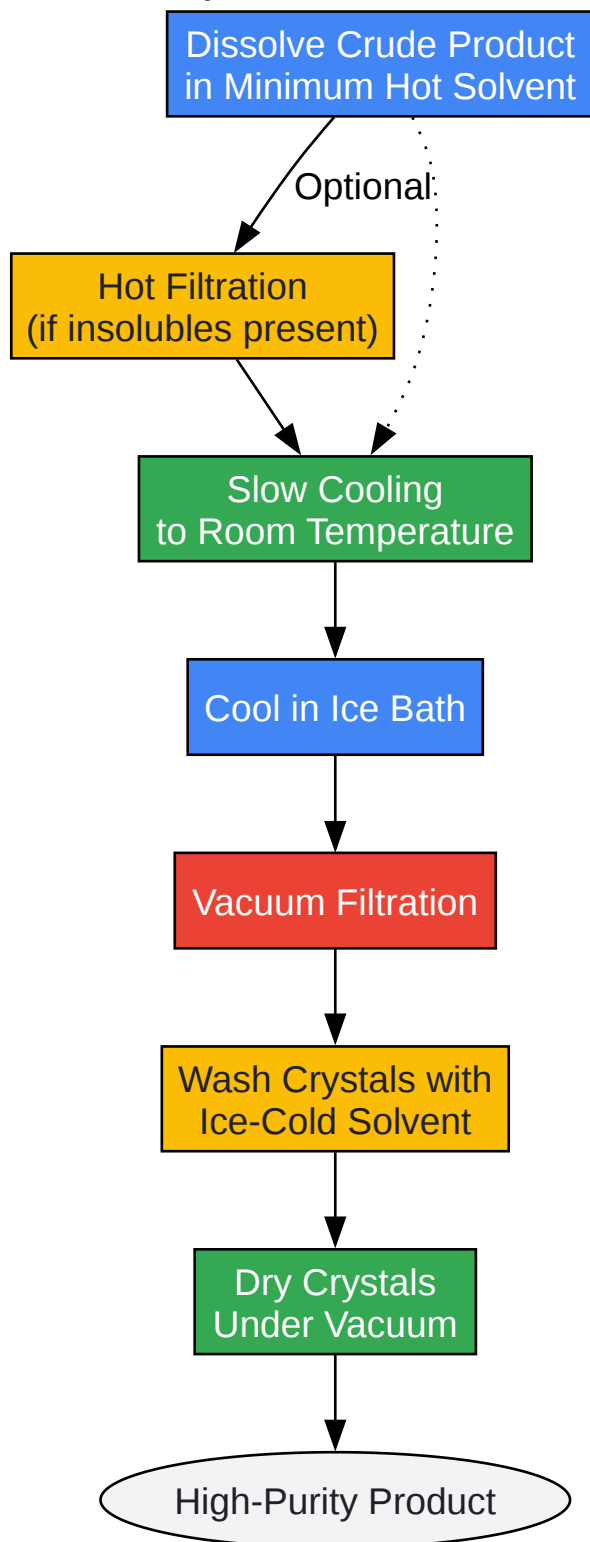 Dissolve Crude Product
in Minimum Hot Solvent
Optional
Hot Filtration
(if insolubles present)
Slow Cooling
to Room Temperature
Cool in Ice Bath
Vacuum Filtration
Wash Crystals with
Ice-Cold Solvent
Dry Crystals
Under Vacuum
High-Purity Product